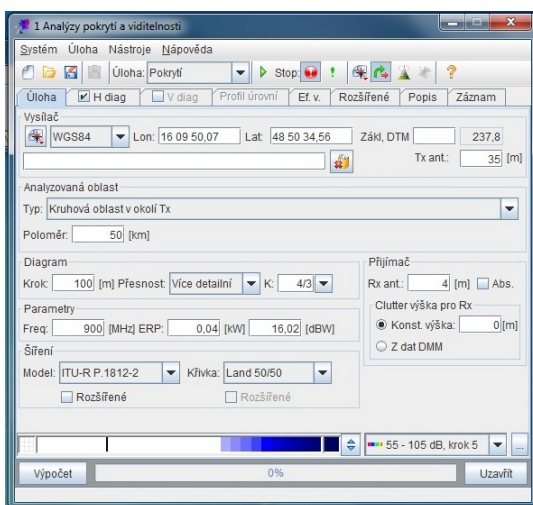 1 Analýzy pokrytí a viditelnosti
Systém Úloha Nástroje Nápověda
Úloha: Pokrytí Stop:
Úloha H diag V diag Profil úrovní Ef. v. Rozšířené Popis Záznam
Vysílač
WGS84 Lon: 16 09 50,07 Lat: 48 50 34,56 Zákl, DTM 237,8
Tx ant.: 35 [m]
Analyzovaná oblast
Typ: Kruhová oblast v okolí Tx
Poloměr: 50 [km]
Diagram Přijímač
Krok: 100 [m] Přesnost: Více detailní K: 4/3 Rx ant.: 4 [m] Abs.
Parametry Clutter výška pro Rx
Freq: 900 [MHz] ERP: 0,04 [kW] 16,02 [dBW] Konst. výška: 0 [m]
Šíření Z dat DMM
Model: ITU-R P.1812-2 Křivka: Land 50/50
Rozšířené Rozšířené
55 - 105 dB, krok 5 ...
Výpočet 0% Uzavřít